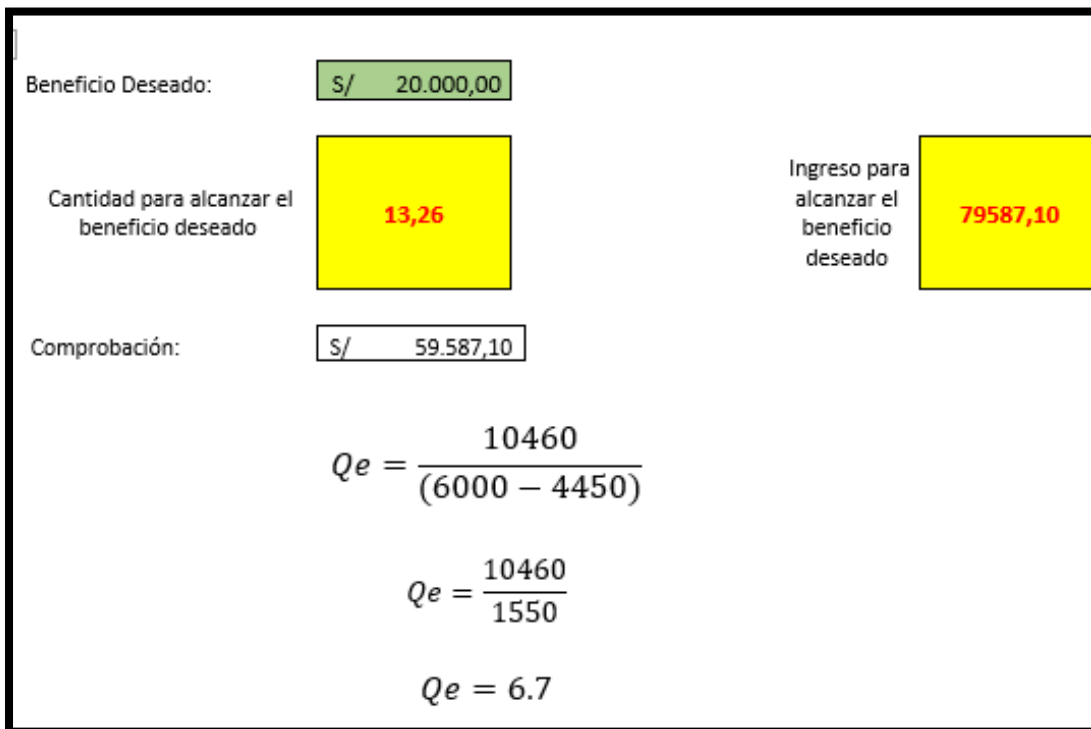 Beneficio Deseado:
S/ 20.000,00
Cantidad para alcanzar el
beneficio deseado
13,26
Ingreso para
alcanzar el
beneficio
deseado
79587,10
Comprobación:
S/ 59.587,10
Qe = 10460 / (6000 − 4450)
Qe = 10460 / 1550
Qe = 6.7